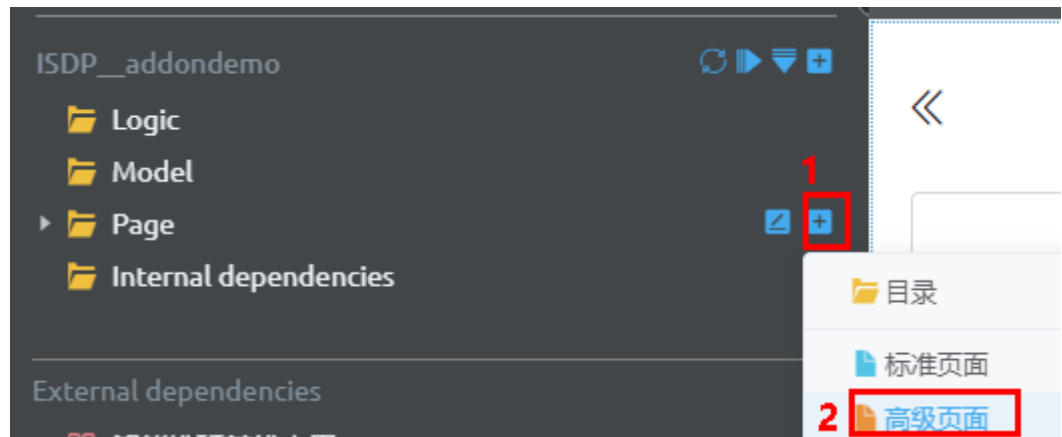 ISDP__addondemo
Logic
Model
1
Page
Internal dependencies
目录
标准页面
External dependencies
2 高级页面